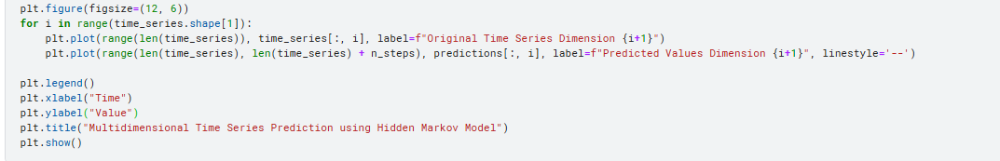 plt.figure(figsize=(12, 6))
for i in range(time_series.shape[1]):
    plt.plot(range(len(time_series)), time_series[:, i], label=f"Original Time Series Dimension {i+1}")
    plt.plot(range(len(time_series), len(time_series) + n_steps), predictions[:, i], label=f"Predicted Values Dimension {i+1}", linestyle='--')

plt.legend()
plt.xlabel("Time")
plt.ylabel("Value")
plt.title("Multidimensional Time Series Prediction using Hidden Markov Model")
plt.show()